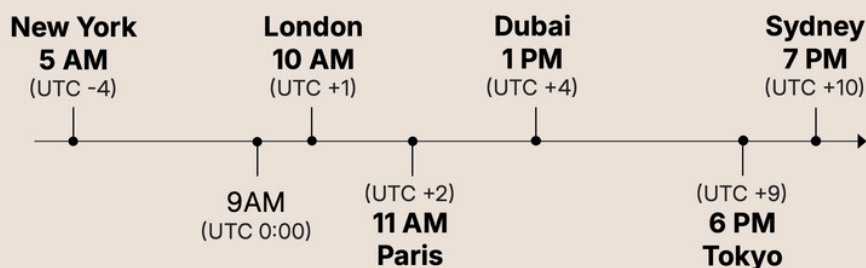 New York
5 AM
(UTC -4)
London
10 AM
(UTC +1)
Dubai
1 PM
(UTC +4)
Sydney
7 PM
(UTC +10)
9AM
(UTC 0:00)
(UTC +2)
11 AM
Paris
(UTC +9)
6 PM
Tokyo